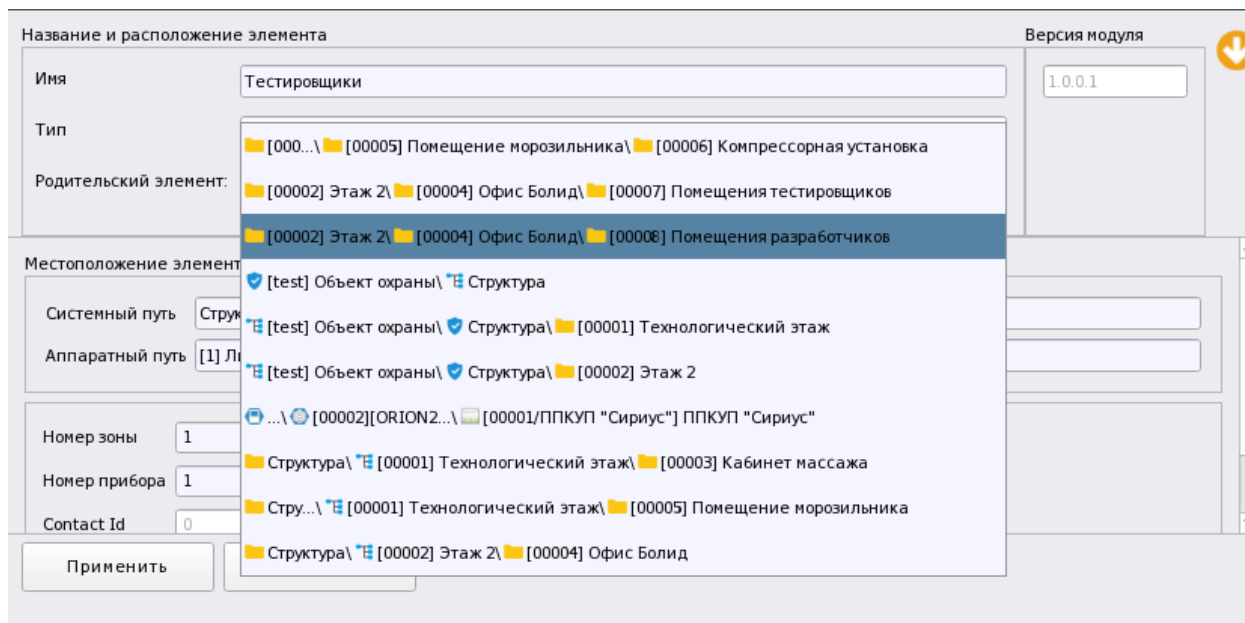 Название и расположение элемента
Версия модуля
Имя
Тестировщики
1.0.0.1
Тип
[000...\ [00005] Помещение морозильника\ [00006] Компрессорная установка
Родительский элемент:
[00002] Этаж 2\ [00004] Офис Болид\ [00007] Помещения тестировщиков
[00002] Этаж 2\ [00004] Офис Болид\ [00008] Помещения разработчиков
Местоположение элемент
[test] Объект охраны\ Структура
Системный путь
Струк
[test] Объект охраны\ Структура\ [00001] Технологический этаж
Аппаратный путь
[1] Ли
[test] Объект охраны\ Структура\ [00002] Этаж 2
...\ [00002][ORION2...\ [00001/ППКУП "Сириус"] ППКУП "Сириус"
Номер зоны
1
Структура\ [00001] Технологический этаж\ [00003] Кабинет массажа
Номер прибора
1
Стру...\ [00001] Технологический этаж\ [00005] Помещение морозильника
Contact Id
0
Структура\ [00002] Этаж 2\ [00004] Офис Болид
Применить